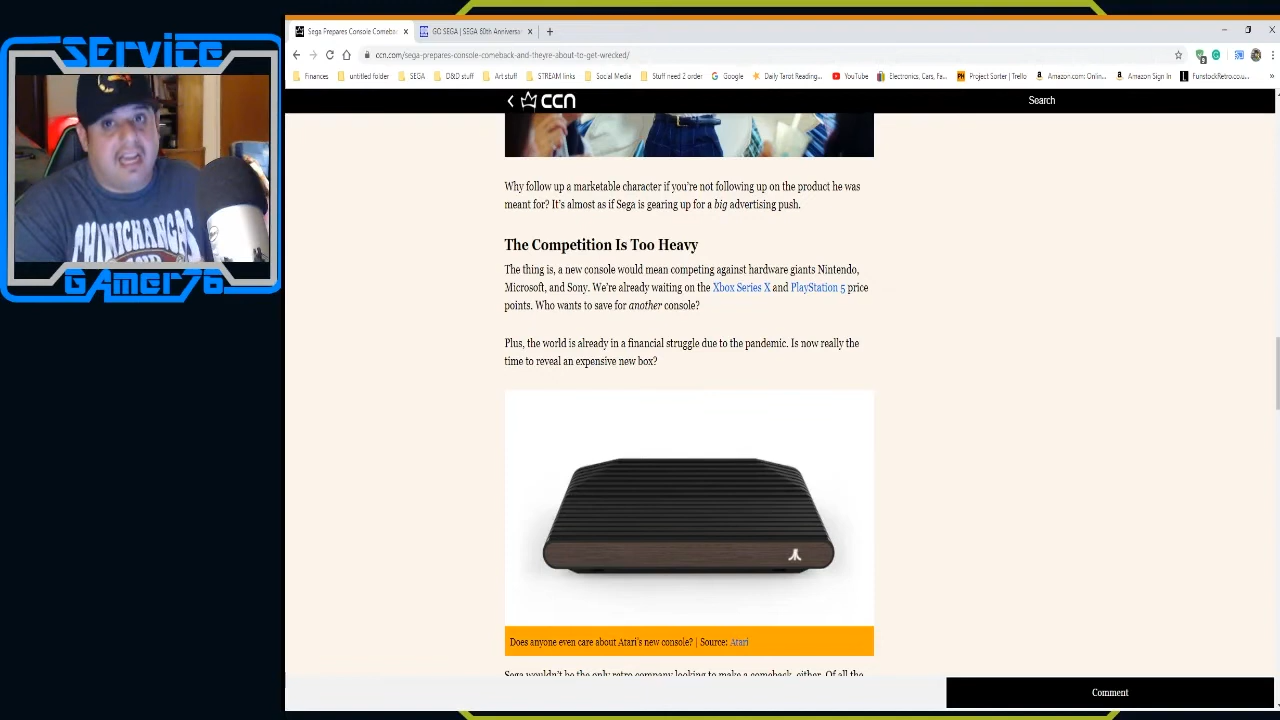 SErvicE
GAmer76
CHIMICHANGAS
Sega Prepares Console Comeba
GO SEGA | SEGA 60th Anniversa
ccn.com/sega-prepares-console-comeback-and-theyre-about-to-get-wrecked/
Finances untitled folder SEGA D&D stuff Art stuff STREAM links Social Media Stuff need 2 order Google Daily Tarot Reading... YouTube Electronics, Cars, Fa... Project Sorter | Trello Amazon.com: Onlin... Amazon Sign In FunstockRetro.co.u... »
ccn Search
Why follow up a marketable character if you're not following up on the product he was
meant for? It's almost as if Sega is gearing up for a big advertising push.
The Competition Is Too Heavy
The thing is, a new console would mean competing against hardware giants Nintendo,
Microsoft, and Sony. We're already waiting on the Xbox Series X and PlayStation 5 price
points. Who wants to save for another console?
Plus, the world is already in a financial struggle due to the pandemic. Is now really the
time to reveal an expensive new box?
Does anyone even care about Atari's new console? | Source: Atari
Sega wouldn't be the only retro company looking to make a comeback, either. Of all the
Comment